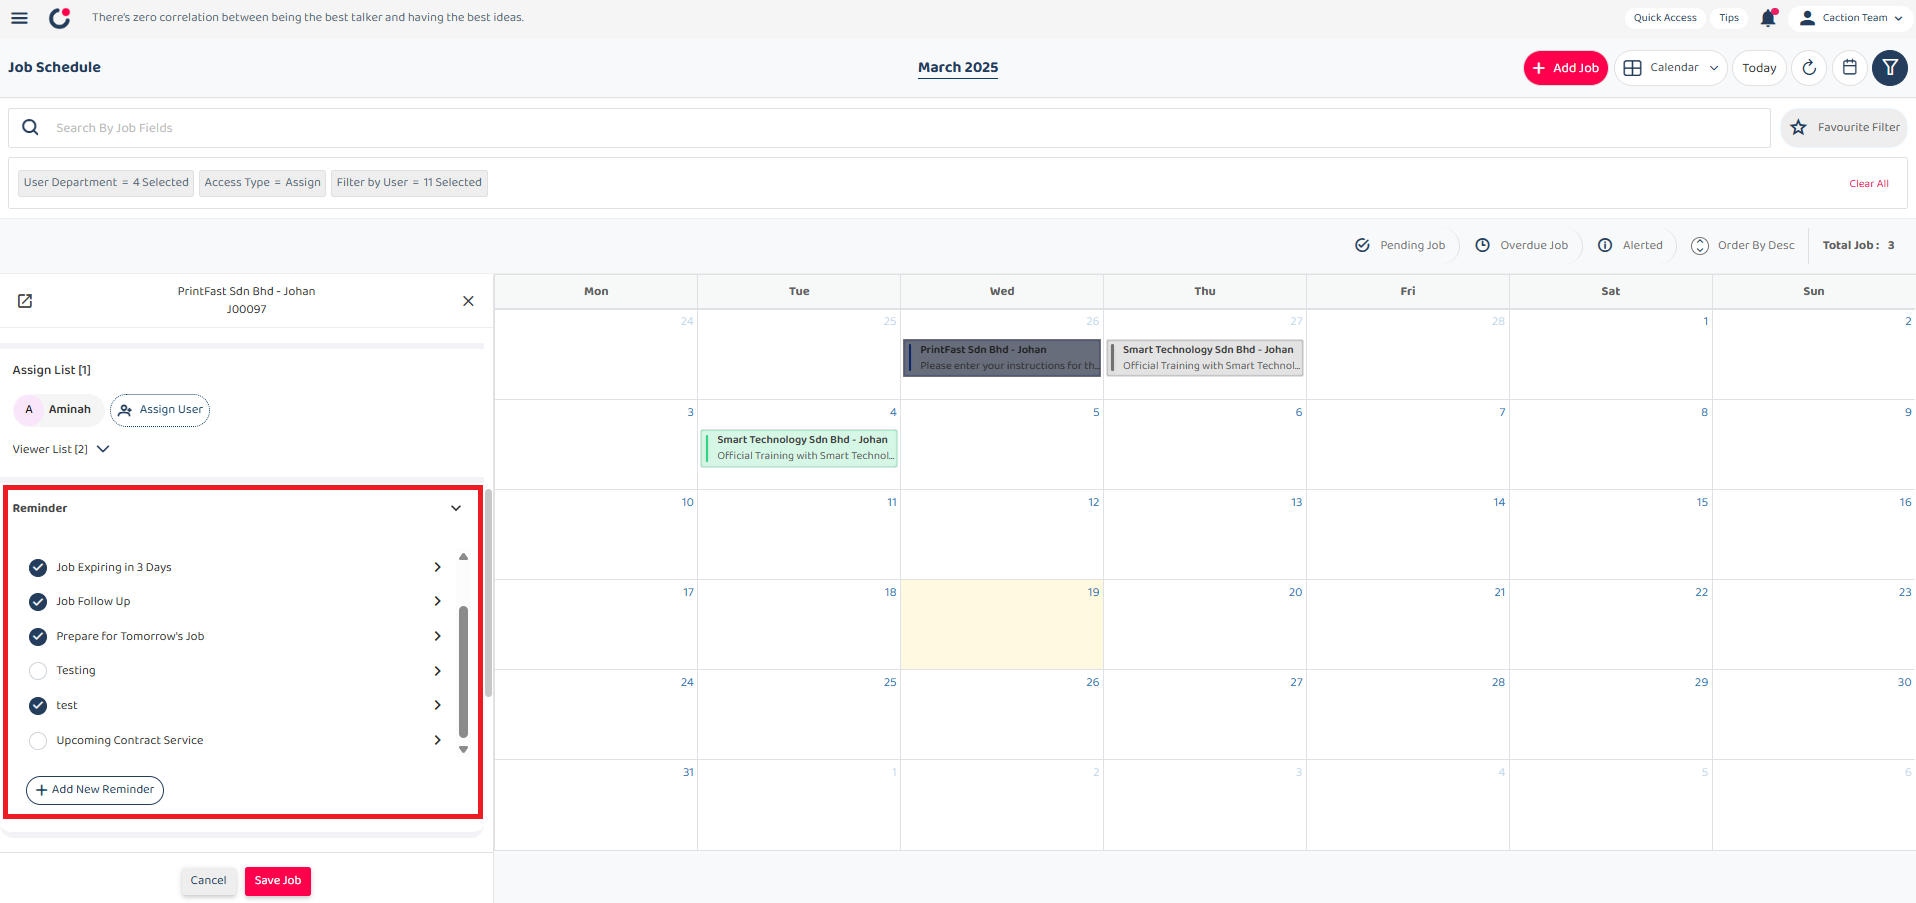 There's zero correlation between being the best talker and having the best ideas.
Quick Access
Tips
Caction Team
Job Schedule
March 2025
Add Job
Calendar
Today
Search By Job Fields
Favourite Filter
User Department = 4 Selected
Access Type = Assign
Filter by User = 11 Selected
Clear All
Pending Job
Overdue Job
Alerted
Order By Desc
Total Job : 3
PrintFast Sdn Bhd - Johan
J00097
Assign List [1]
A Aminah
Assign User
Viewer List [2]
Reminder
Job Expiring in 3 Days
Job Follow Up
Prepare for Tomorrow's Job
Testing
test
Upcoming Contract Service
Add New Reminder
Cancel
Save Job
Mon Tue Wed Thu Fri Sat Sun
24 25 26 27 28 1 2
PrintFast Sdn Bhd - Johan
Please enter your instructions for th...
Smart Technology Sdn Bhd - Johan
Official Training with Smart Technol...
3 4 5 6 7 8 9
Smart Technology Sdn Bhd - Johan
Official Training with Smart Technol...
10 11 12 13 14 15 16
17 18 19 20 21 22 23
24 25 26 27 28 29 30
31 1 2 3 4 5 6